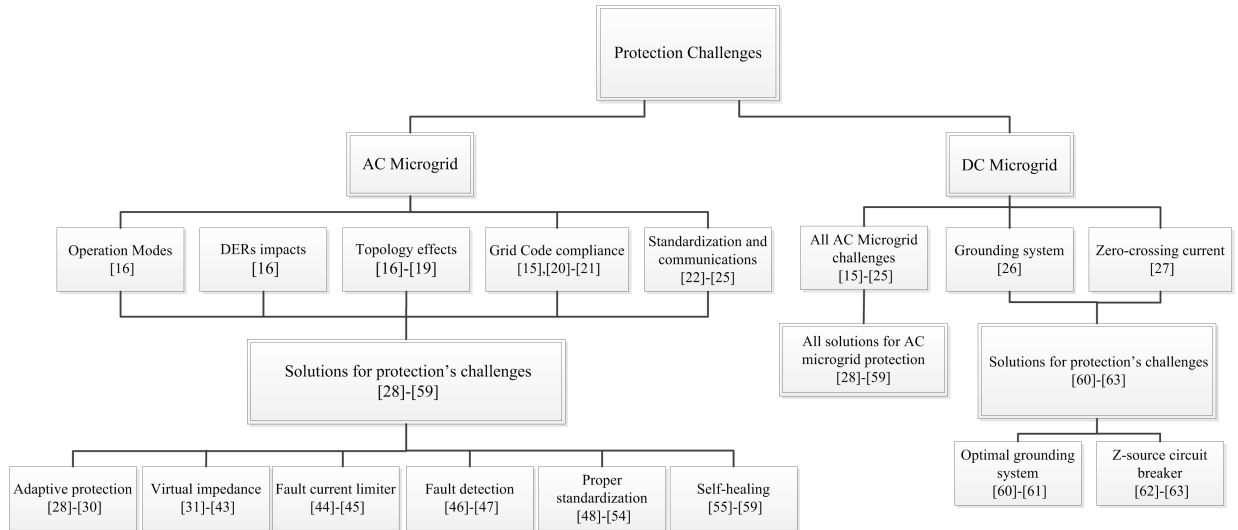 Protection Challenges
AC Microgrid
DC Microgrid
Operation Modes
[16]
DERs impacts
[16]
Topology effects
[16]-[19]
Grid Code compliance
[15],[20]-[21]
Standardization and
communications
[22]-[25]
All AC Microgrid
challenges
[15]-[25]
Grounding system
[26]
Zero-crossing current
[27]
Solutions for protection’s challenges
[28]-[59]
All solutions for AC
microgrid protection
[28]-[59]
Solutions for protection’s challenges
[60]-[63]
Adaptive protection
[28]-[30]
Virtual impedance
[31]-[43]
Fault current limiter
[44]-[45]
Fault detection
[46]-[47]
Proper
standardization
[48]-[54]
Self-healing
[55]-[59]
Optimal grounding
system
[60]-[61]
Z-source circuit
breaker
[62]-[63]